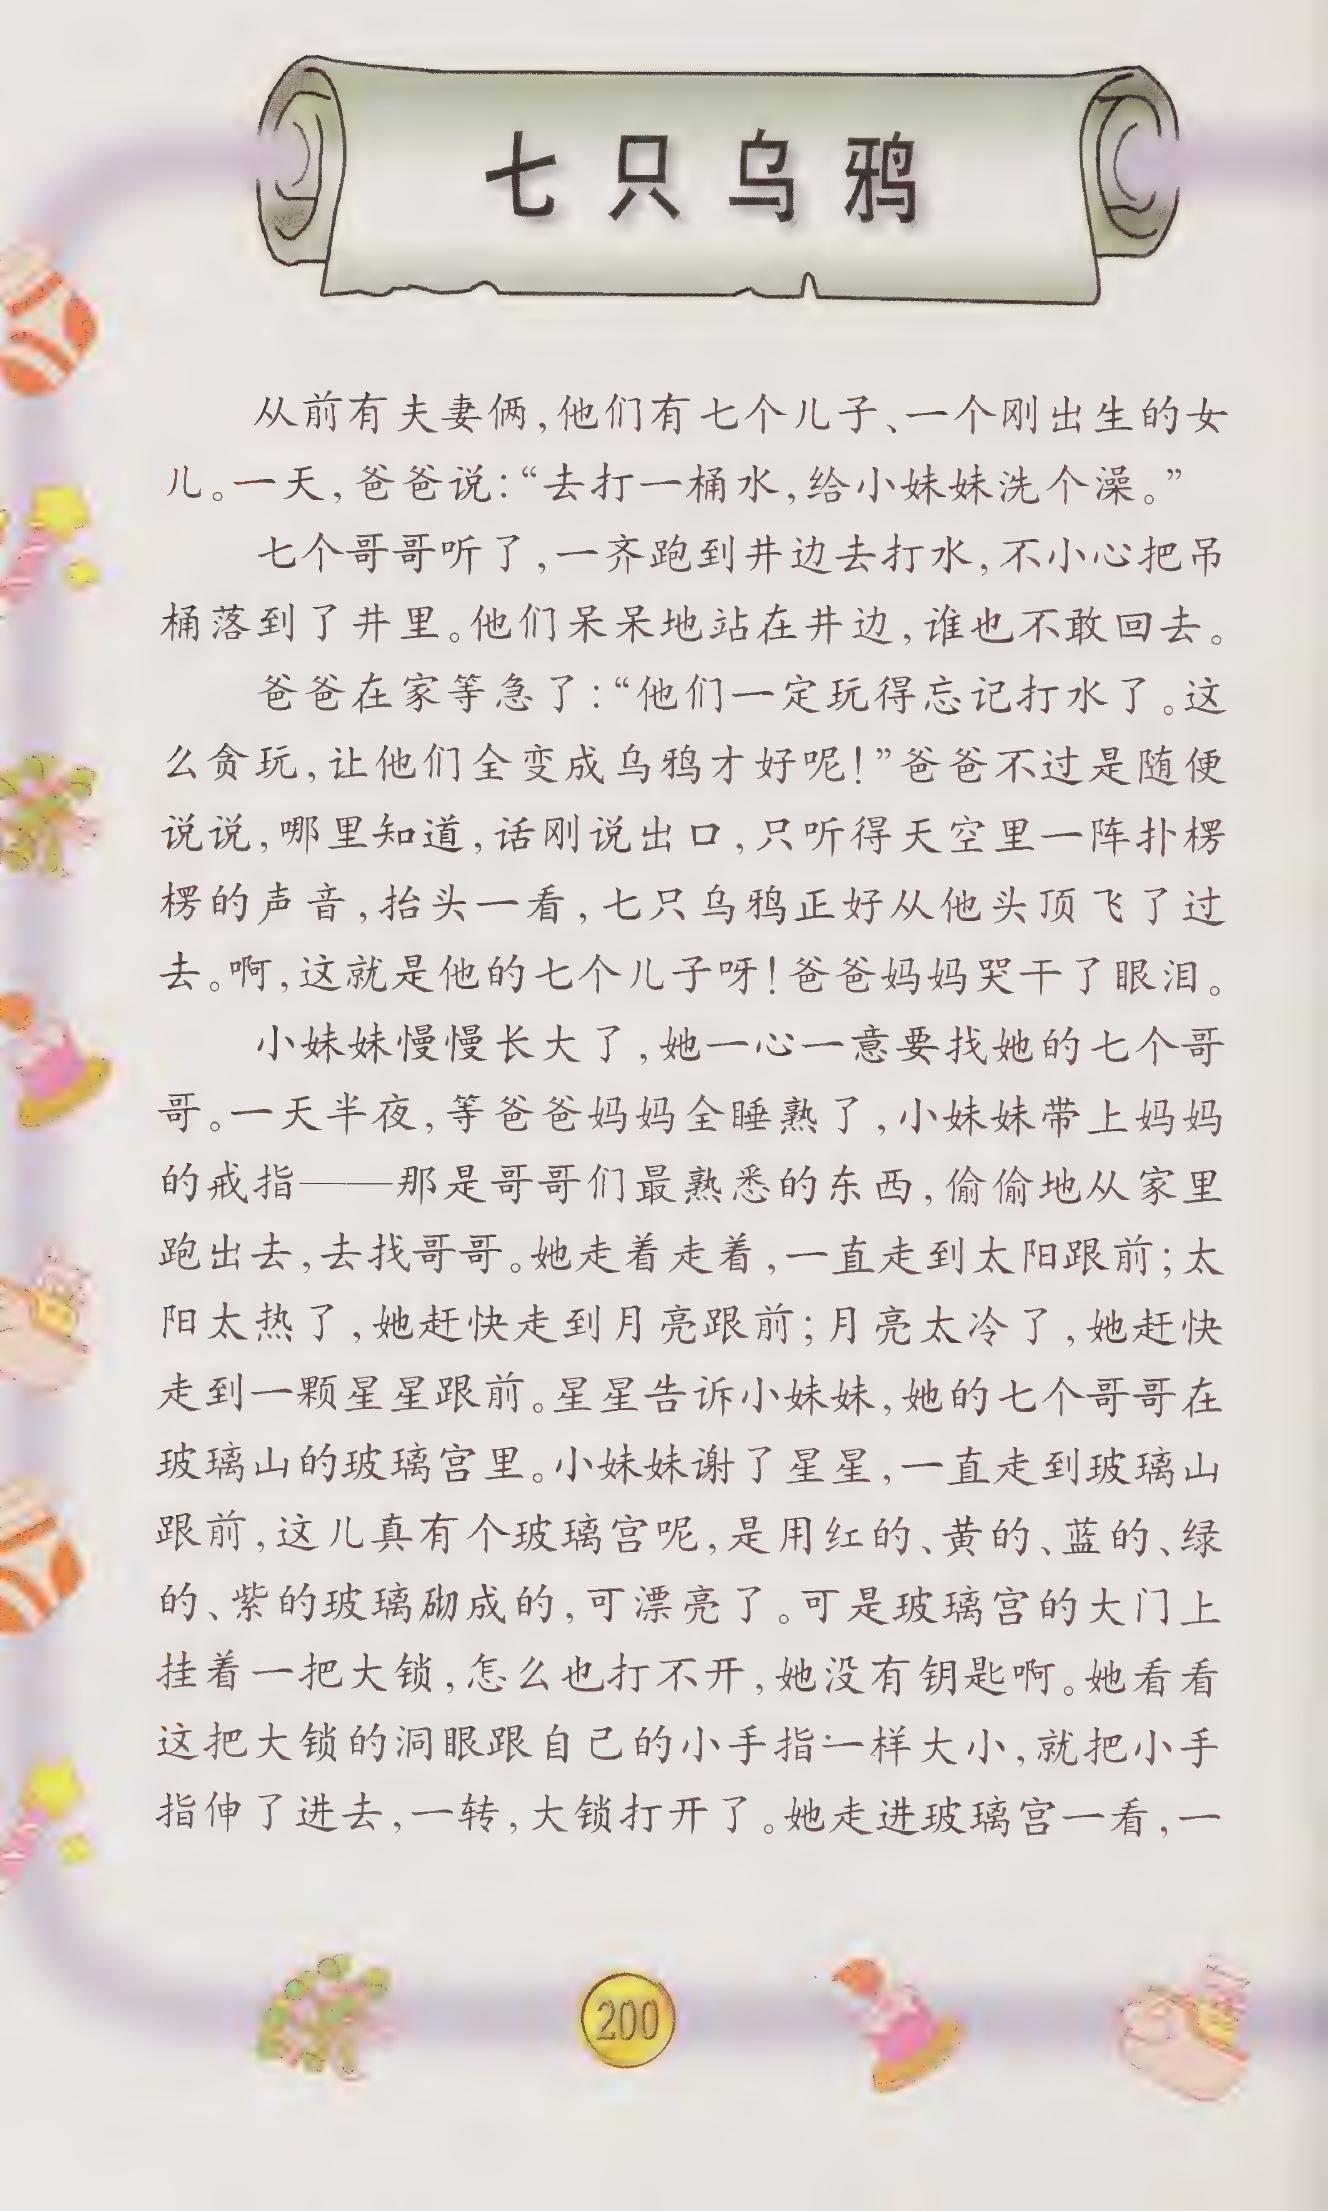 七只乌鸦
从前有夫妻俩，他们有七个儿子、一个刚出生的女
儿。一天，爸爸说：“去打一桶水，给小妹妹洗个澡。”
七个哥哥听了，一齐跑到井边去打水，不小心把吊
桶落到了井里。他们呆呆地站在井边，谁也不敢回去。
爸爸在家等急了：“他们一定玩得忘记打水了。这
么贪玩，让他们全变成乌鸦才好呢！”爸爸不过是随便
说说，哪里知道，话刚说出口，只听得天空里一阵扑楞
楞的声音，抬头一看，七只乌鸦正好从他头顶飞了过
去。啊，这就是他的七个儿子呀！爸爸妈妈哭干了眼泪。
小妹妹慢慢长大了，她一心一意要找她的七个哥
哥。一天半夜，等爸爸妈妈全睡熟了，小妹妹带上妈妈
的戒指——那是哥哥们最熟悉的东西，偷偷地从家里
跑出去，去找哥哥。她走着走着，一直走到太阳跟前；太
阳太热了，她赶快走到月亮跟前；月亮太冷了，她赶快
走到一颗星星跟前。星星告诉小妹妹，她的七个哥哥在
玻璃山的玻璃宫里。小妹妹谢了星星，一直走到玻璃山
跟前，这儿真有个玻璃宫呢，是用红的、黄的、蓝的、绿
的、紫的玻璃砌成的，可漂亮了。可是玻璃宫的大门上
挂着一把大锁，怎么也打不开，她没有钥匙啊。她看看
这把大锁的洞眼跟自己的小手指一样大小，就把小手
指伸了进去，一转，大锁打开了。她走进玻璃宫一看，一
200